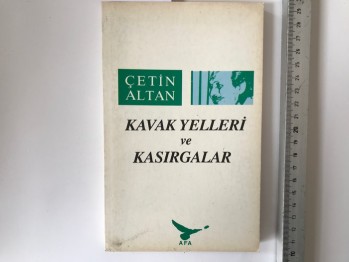 ÇETİN
ALTAN
KAVAK YELLERİ
ve
KASIRGALAR
AFA